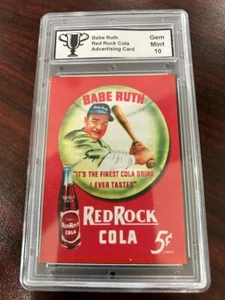 Babe Ruth
Red Rock Cola
Advertising Card
Gem
Mint
10
BABE RUTH
Says
"IT'S THE FINEST COLA DRINK
I EVER TASTED"
RED ROCK
COLA
5¢